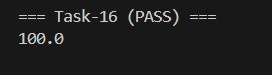 === Task-16 (PASS) ===
100.0